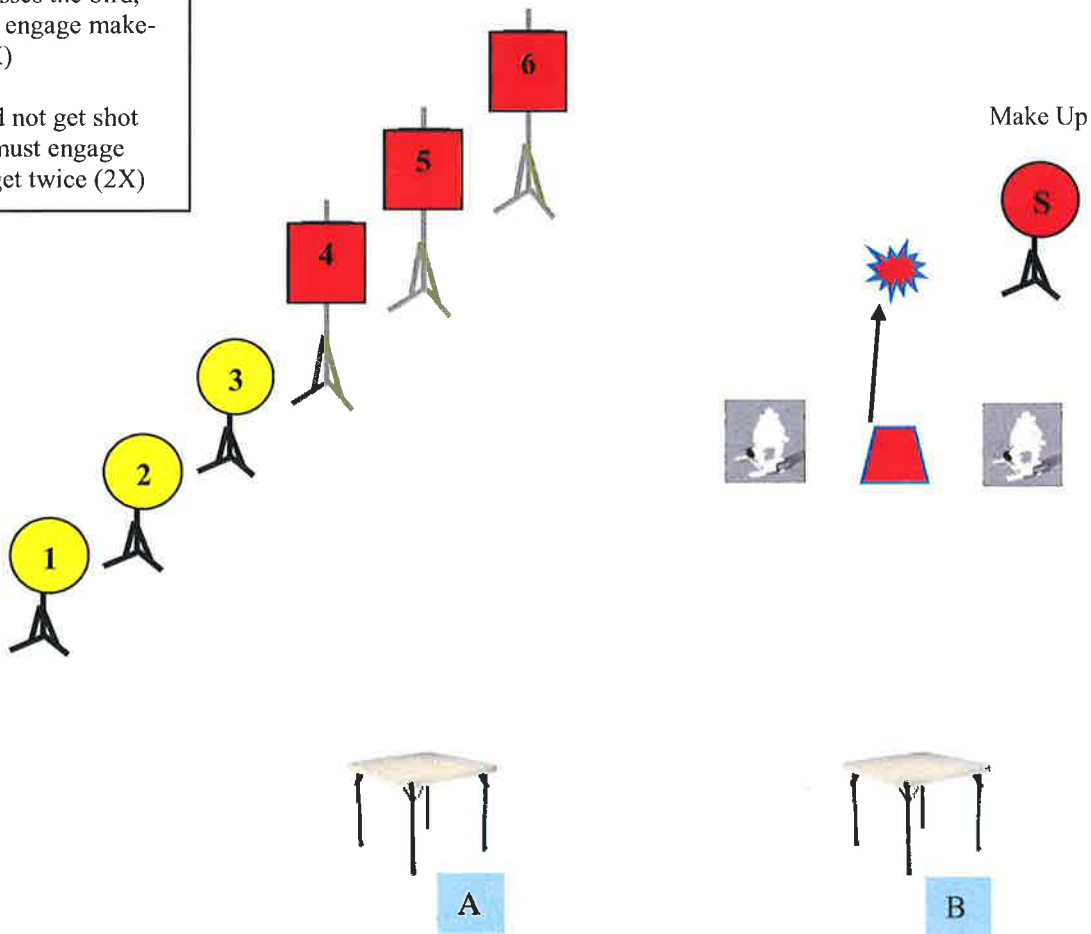 engage make-
not get shot
must engage
get twice (2X)
6
Make Up
5
S
4
3
2
1
A
B